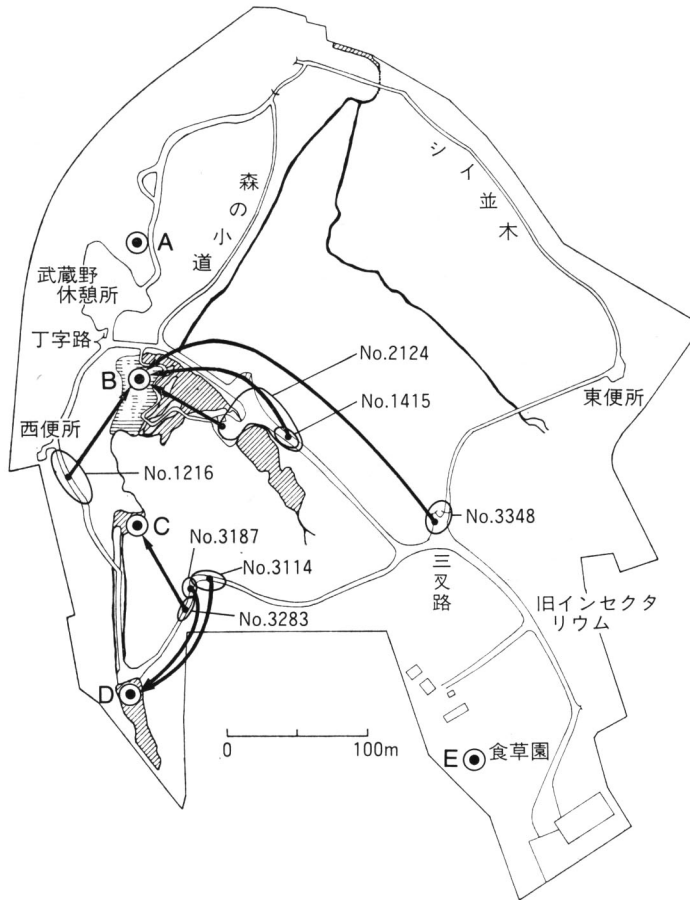 シイ並木
森の小道
A
武蔵野
休憩所
丁字路
No.2124
B
No.1415
東便所
西便所
No.1216
No.3348
C
No.3187
No.3114
三叉路
旧インセクタ
リウム
No.3283
D
0
100m
E
食草園